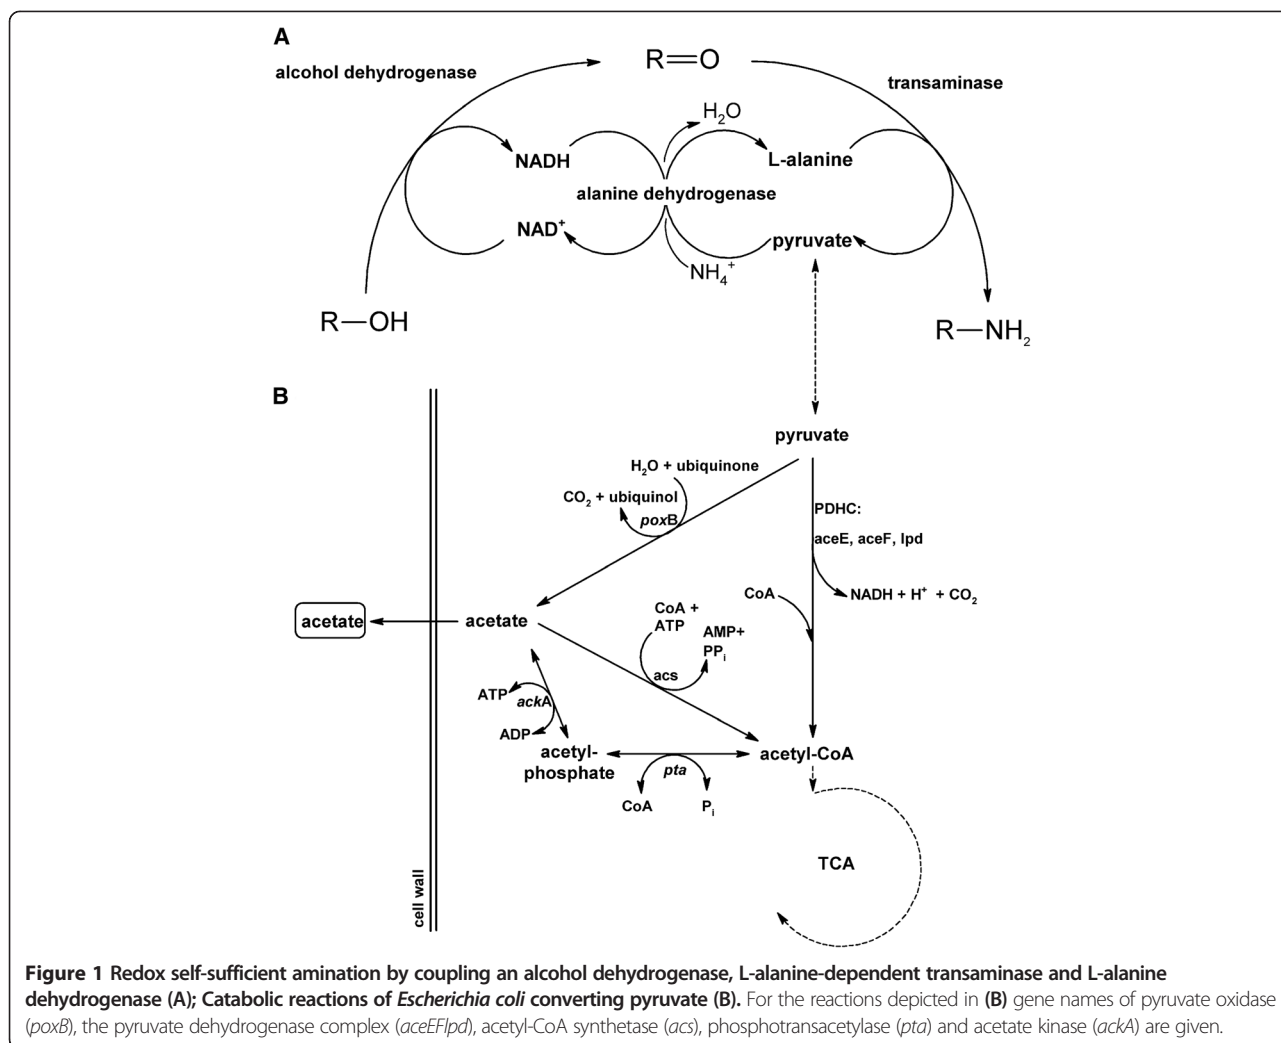 A
alcohol dehydrogenase
R=O
transaminase
H₂O
NADH
L-alanine
alanine dehydrogenase
NAD⁺
pyruvate
NH₄⁺
R—OH
R—NH₂
B
pyruvate
H₂O + ubiquinone
CO₂ + ubiquinol
poxB
PDHC:
aceE, aceF, lpd
CoA
NADH + H⁺ + CO₂
acetate
acetate
CoA +
ATP
AMP+
PPᵢ
acs
ATP
ackA
ADP
acetyl-
phosphate
pta
acetyl-CoA
CoA
Pᵢ
TCA
cell wall
Figure 1 Redox self-sufficient amination by coupling an alcohol dehydrogenase, L-alanine-dependent transaminase and L-alanine
dehydrogenase (A); Catabolic reactions of Escherichia coli converting pyruvate (B). For the reactions depicted in (B) gene names of pyruvate oxidase
(poxB), the pyruvate dehydrogenase complex (aceEFlpd), acetyl-CoA synthetase (acs), phosphotransacetylase (pta) and acetate kinase (ackA) are given.